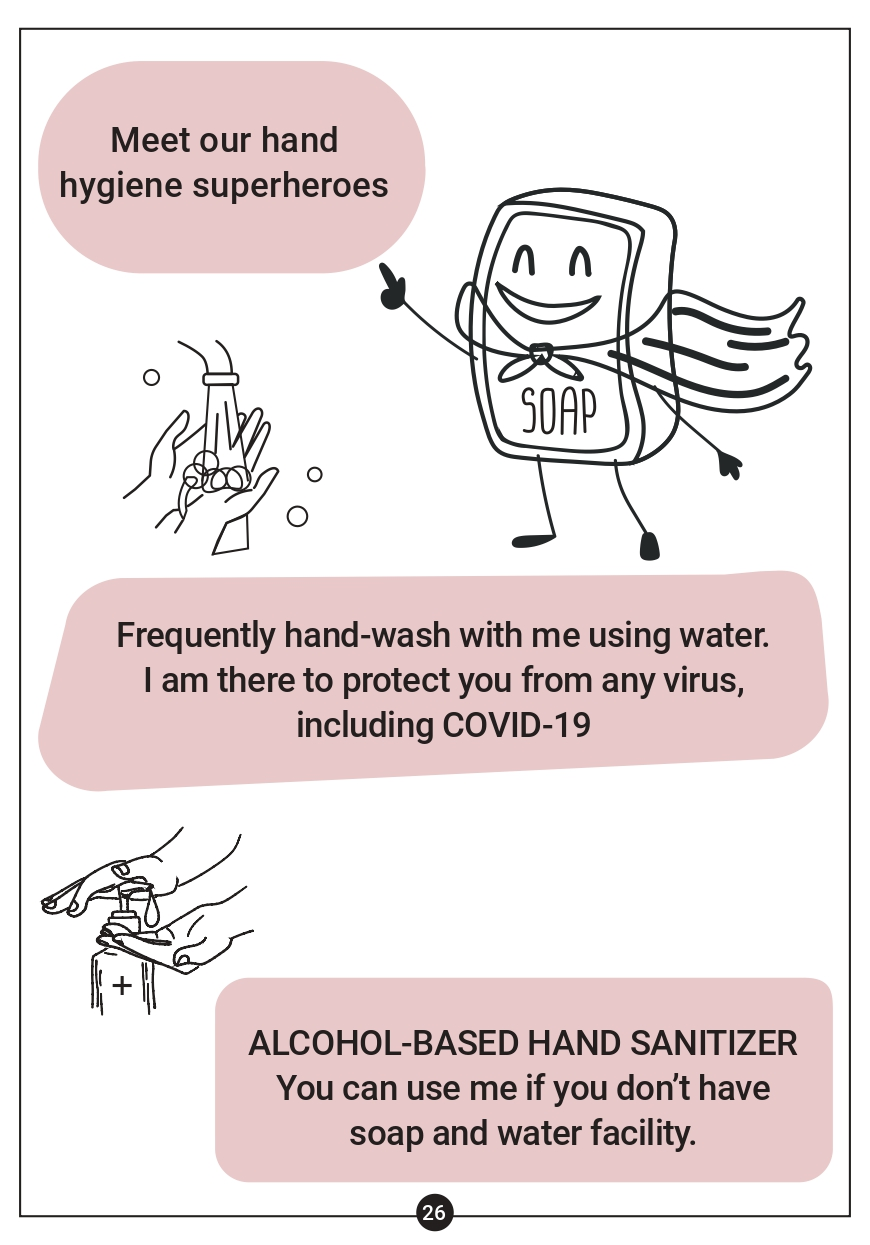 Meet our hand
hygiene superheroes
SOAP
Frequently hand-wash with me using water.
I am there to protect you from any virus,
including COVID-19
+
ALCOHOL-BASED HAND SANITIZER
You can use me if you don’t have
soap and water facility.
26